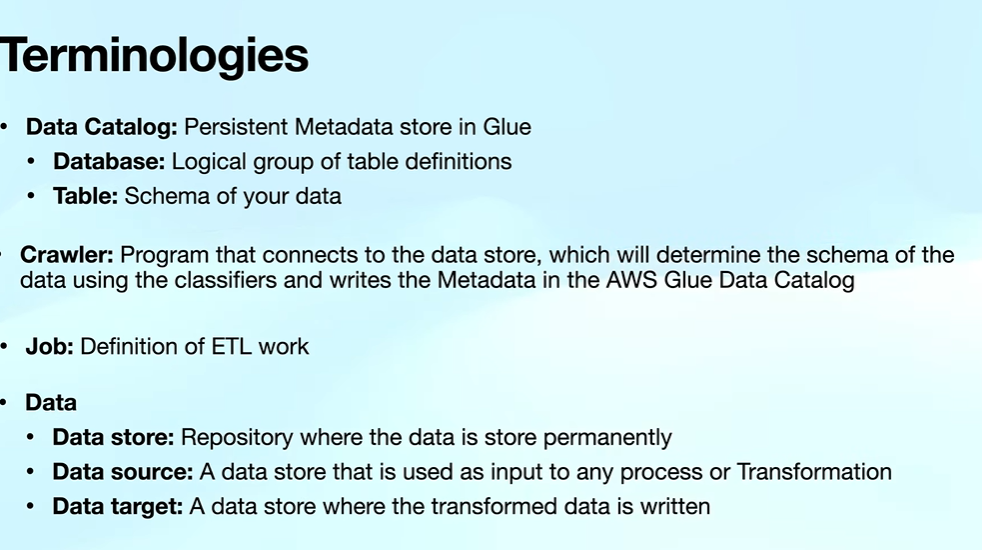 Terminologies
• Data Catalog: Persistent Metadata store in Glue
• Database: Logical group of table definitions
• Table: Schema of your data
• Crawler: Program that connects to the data store, which will determine the schema of the
data using the classifiers and writes the Metadata in the AWS Glue Data Catalog
• Job: Definition of ETL work
• Data
• Data store: Repository where the data is store permanently
• Data source: A data store that is used as input to any process or Transformation
• Data target: A data store where the transformed data is written